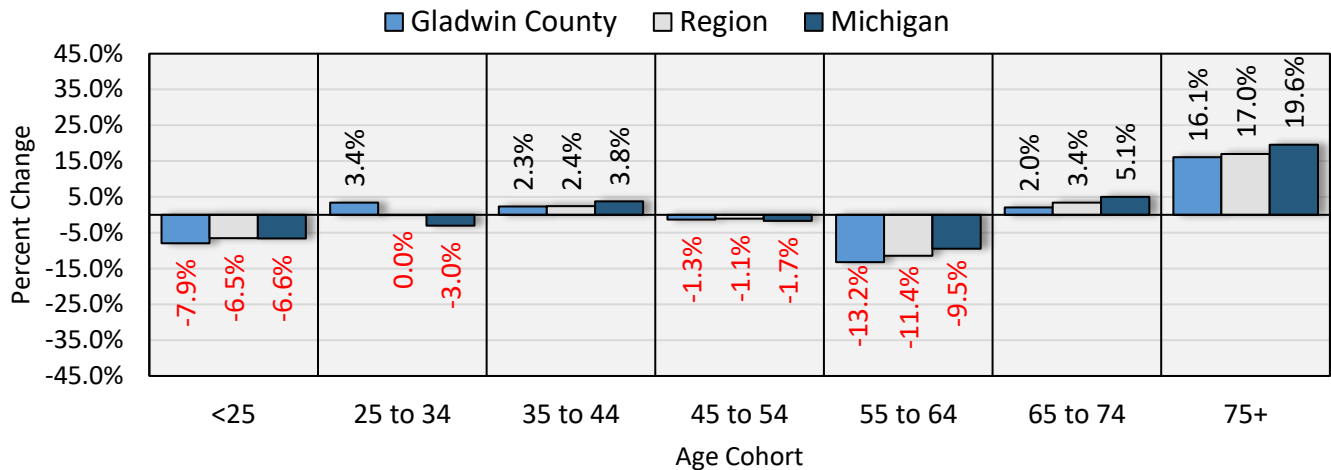 Gladwin County Region Michigan
Percent Change
45.0%
35.0%
25.0%
15.0%
5.0%
-5.0%
-15.0%
-25.0%
-35.0%
-45.0%
-7.9% -6.5% -6.6%
3.4% 0.0% -3.0%
2.3% 2.4% 3.8%
-1.3% -1.1% -1.7%
-13.2% -11.4% -9.5%
2.0% 3.4% 5.1%
16.1% 17.0% 19.6%
<25 25 to 34 35 to 44 45 to 54 55 to 64 65 to 74 75+
Age Cohort